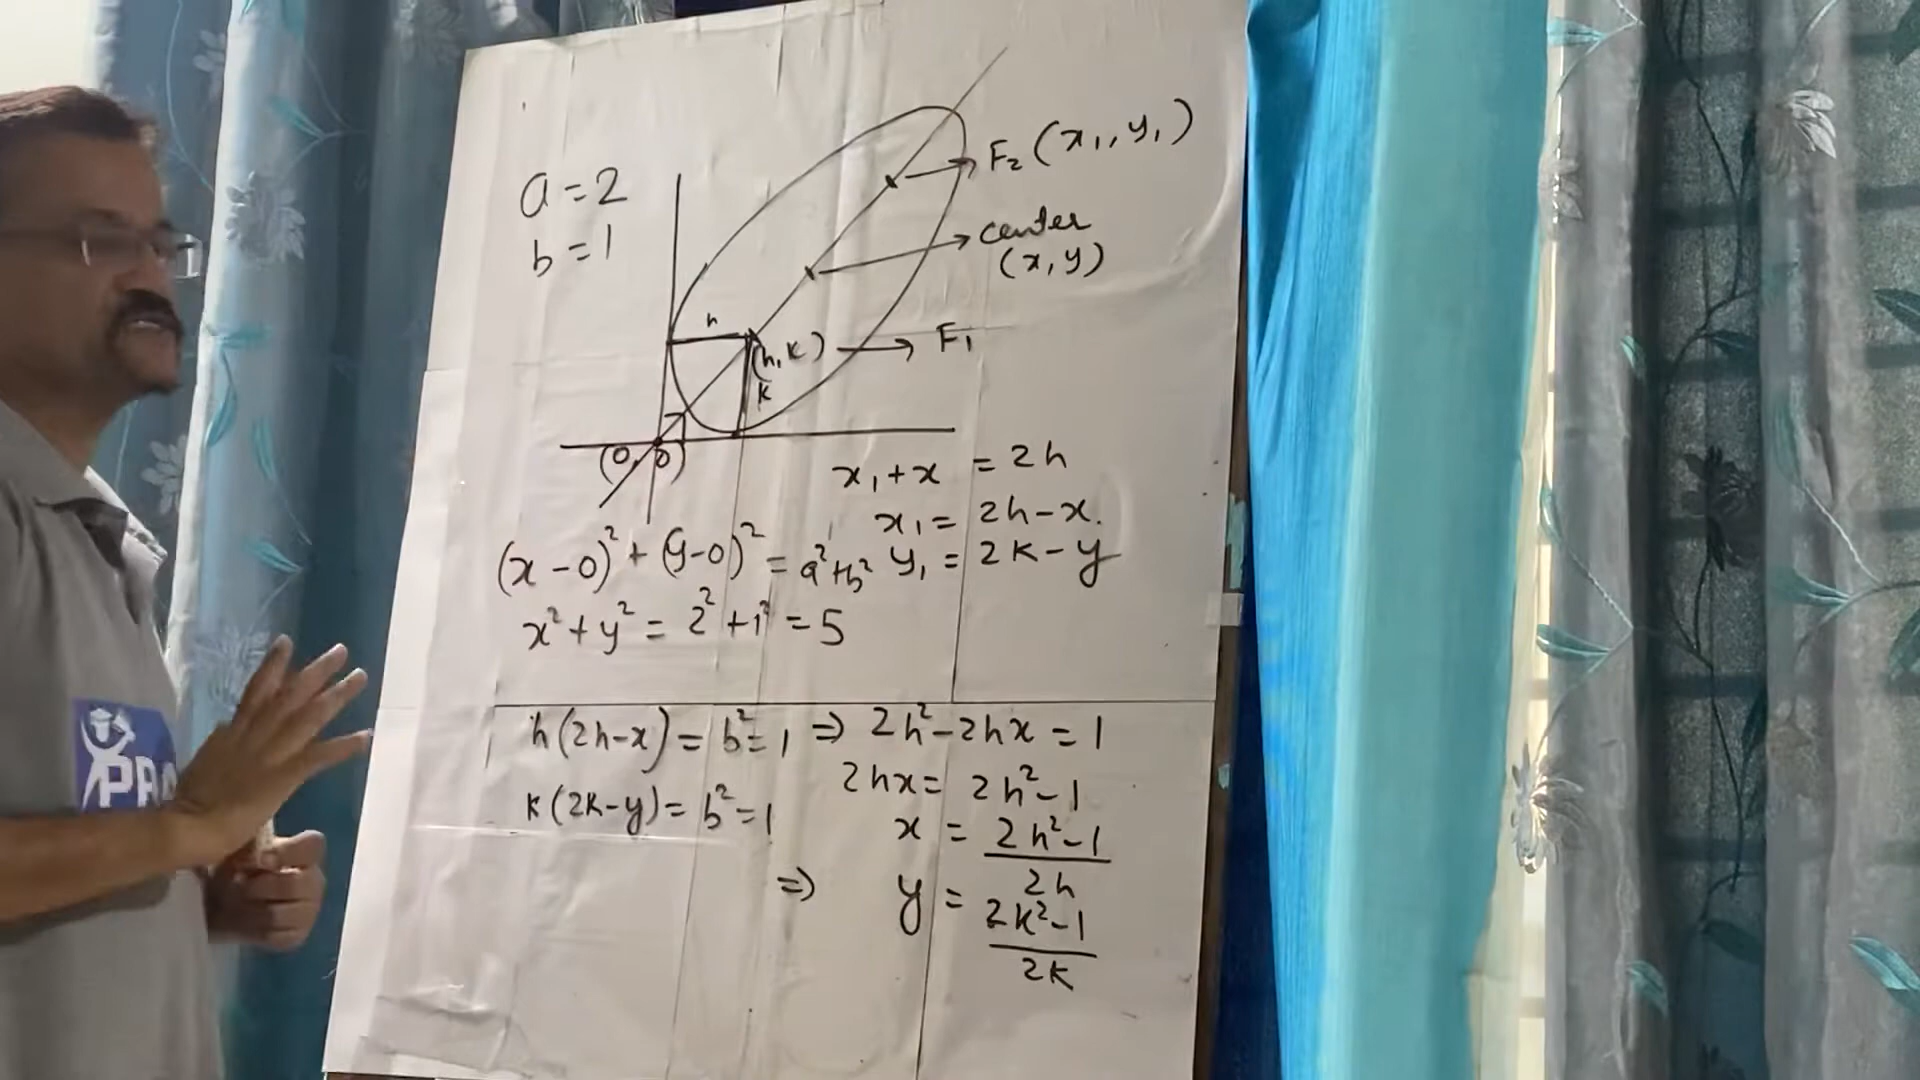 a = 2
b = 1
F₂ (x₁, y₁)
center
(x, y)
h
(h, k)
F₁
k
(0, 0)
x₁ + x = 2h
x₁ = 2h - x.
(x - 0)² + (y - 0)² = a² + b²
y₁ = 2k - y
x² + y² = 2² + 1² = 5
h(2h - x) = b² = 1 ⇒ 2h² - 2hx = 1
2hx = 2h² - 1
k(2k - y) = b² = 1
x = (2h² - 1) / 2h
⇒ y = (2k² - 1) / 2k